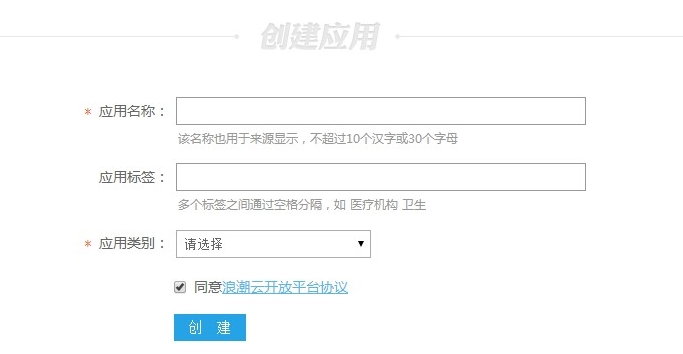 创建应用
* 应用名称：
该名称也用于来源显示，不超过10个汉字或30个字母
应用标签：
多个标签之间通过空格分隔，如 医疗机构 卫生
* 应用类别： 请选择
同意浪潮云开放平台协议
创 建